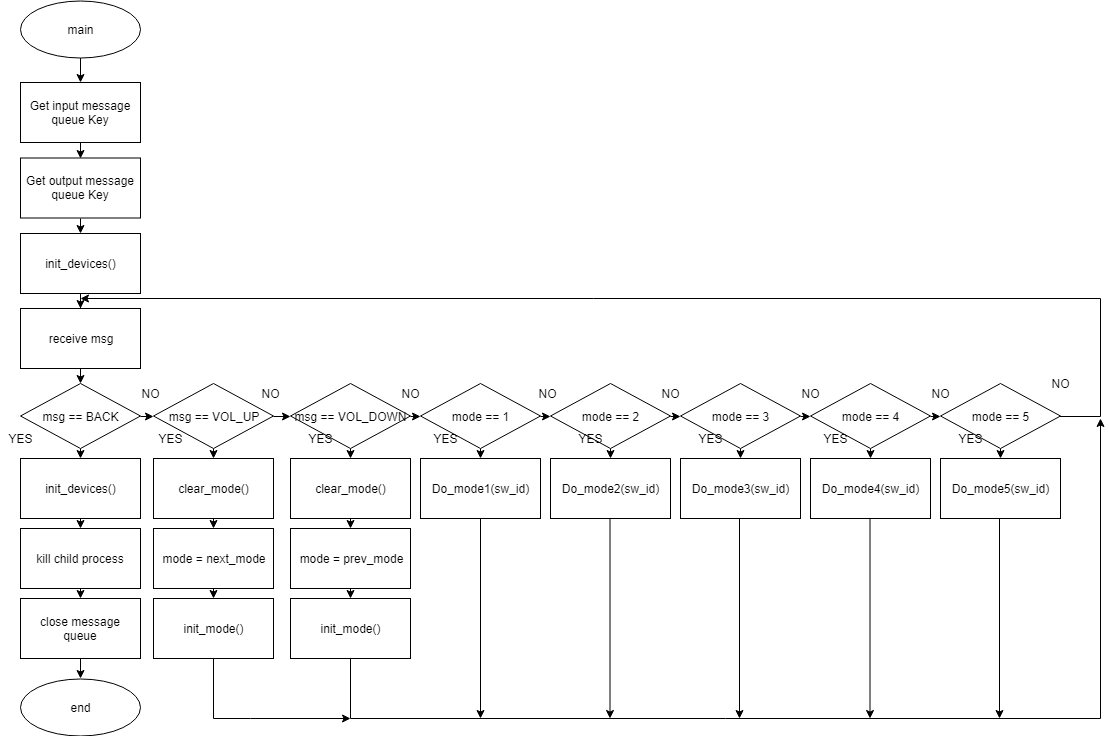 main
Get input message
queue Key
Get output message
queue Key
init_devices()
receive msg
NO
NO
NO
NO
NO
NO
NO
NO
msg == BACK
msg == VOL_UP
msg == VOL_DOWN
mode == 1
mode == 2
mode == 3
mode == 4
mode == 5
YES
YES
YES
YES
YES
YES
YES
YES
init_devices()
clear_mode()
clear_mode()
Do_mode1(sw_id)
Do_mode2(sw_id)
Do_mode3(sw_id)
Do_mode4(sw_id)
Do_mode5(sw_id)
kill child process
mode = next_mode
mode = prev_mode
close message
queue
init_mode()
init_mode()
end